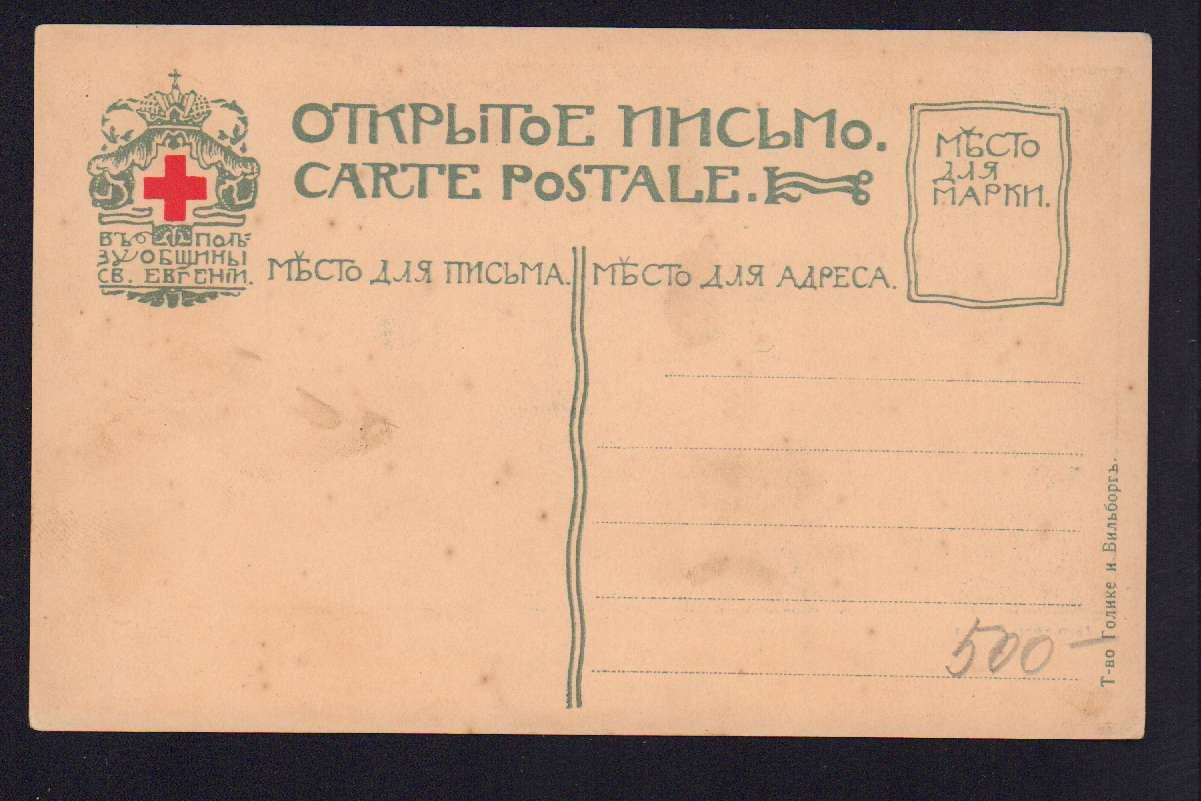 ОТКРЫТОЕ ПИСЬМО.
CARTE POSTALE.
МѢСТО
ДЛЯ
МАРКИ.
ВЪ ПОЛЬ=
ЗУ ОБЩИНЫ
СВ. ЕВГЕНІИ.
МѢСТО ДЛЯ ПИСЬМА.
МѢСТО ДЛЯ АДРЕСА.
Т-во Голике и Вильборгъ.
500-